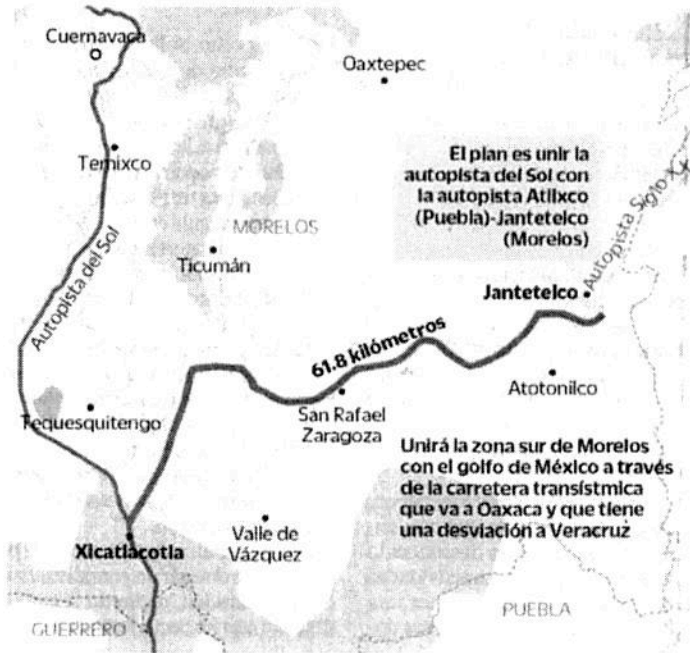 Cuernavaca
Oaxtepec
Temixco
El plan es unir la
autopista del Sol con
la autopista Atlixco
(Puebla)-Jantetelco
(Morelos)
Autopista Siglo XXI
MORELOS
Ticumán
Autopista del Sol
Jantetelco
61.8 kilómetros
Atotonilco
San Rafael
Zaragoza
Tequesquitengo
Unirá la zona sur de Morelos
con el golfo de México a través
de la carretera transístmica
que va a Oaxaca y que tiene
una desviación a Veracruz
Xicatlacotla
Valle de
Vázquez
PUEBLA
GUERRERO